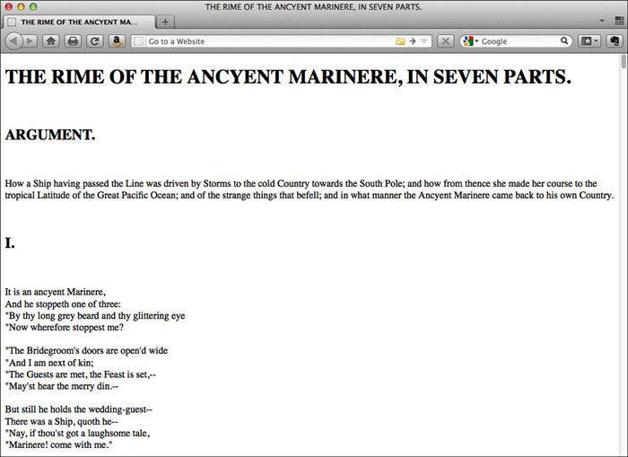 THE RIME OF THE ANCYENT MARINERE, IN SEVEN PARTS.
THE RIME OF THE ANCYENT MA...
Go to a Website
Google
THE RIME OF THE ANCYENT MARINERE, IN SEVEN PARTS.
ARGUMENT.
How a Ship having passed the Line was driven by Storms to the cold Country towards the South Pole; and how from thence she made her course to the
tropical Latitude of the Great Pacific Ocean; and of the strange things that befell; and in what manner the Ancyent Marinere came back to his own Country.
I.
It is an ancyent Marinere,
And he stoppeth one of three:
"By thy long grey beard and thy glittering eye
"Now wherefore stoppest me?
"The Bridegroom's doors are open'd wide
"And I am next of kin;
"The Guests are met, the Feast is set,--
"May'st hear the merry din.--
But still he holds the wedding-guest--
There was a Ship, quoth he--
"Nay, if thou'st got a laughsome tale,
"Marinere! come with me."